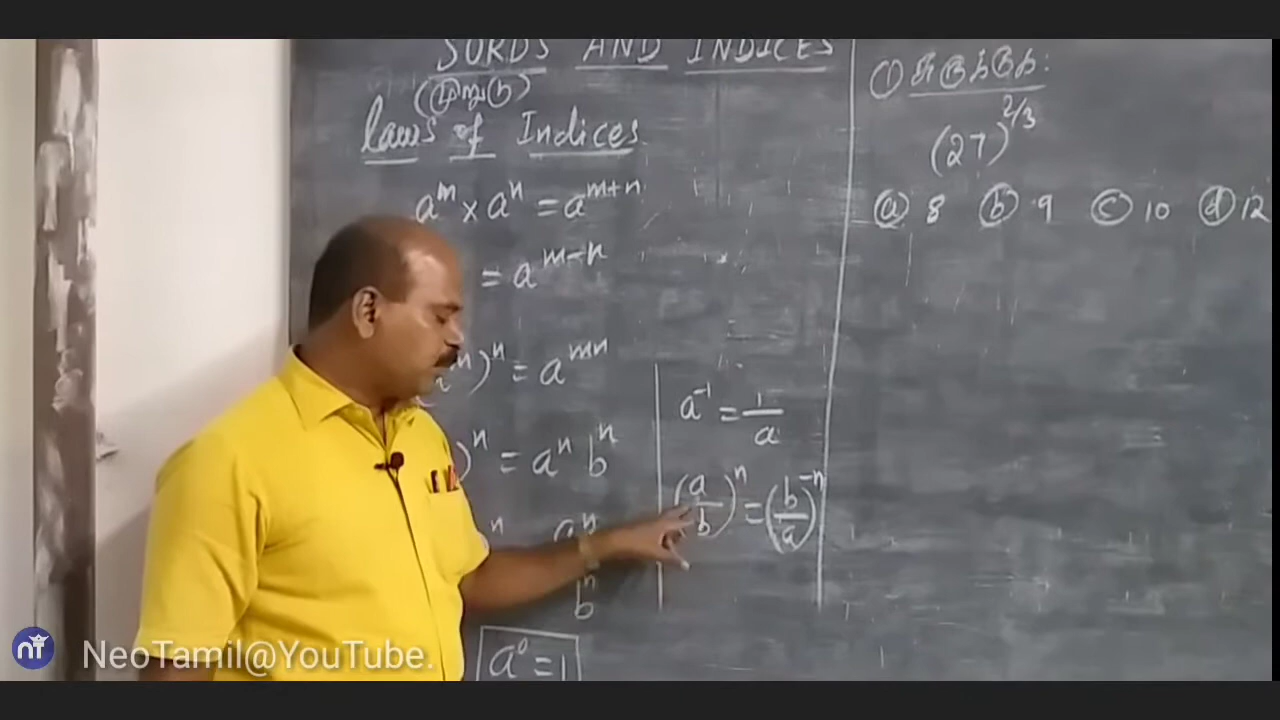 SURDS AND INDICES
(முழுது)
Laws of Indices
a^m × a^n = a^{m+n}
= a^{m-n}
)^n = a^{mn}
)^n = a^n b^n
n a^n
b^n
a^0 = 1
a^{-1} = 1/a
(a/b)^n = (b/a)^{-n}
① சுருக்குக:
(27)^{2/3}
ⓐ 8 ⓑ 9 ⓒ 10 ⓓ 12
NeoTamil@YouTube.